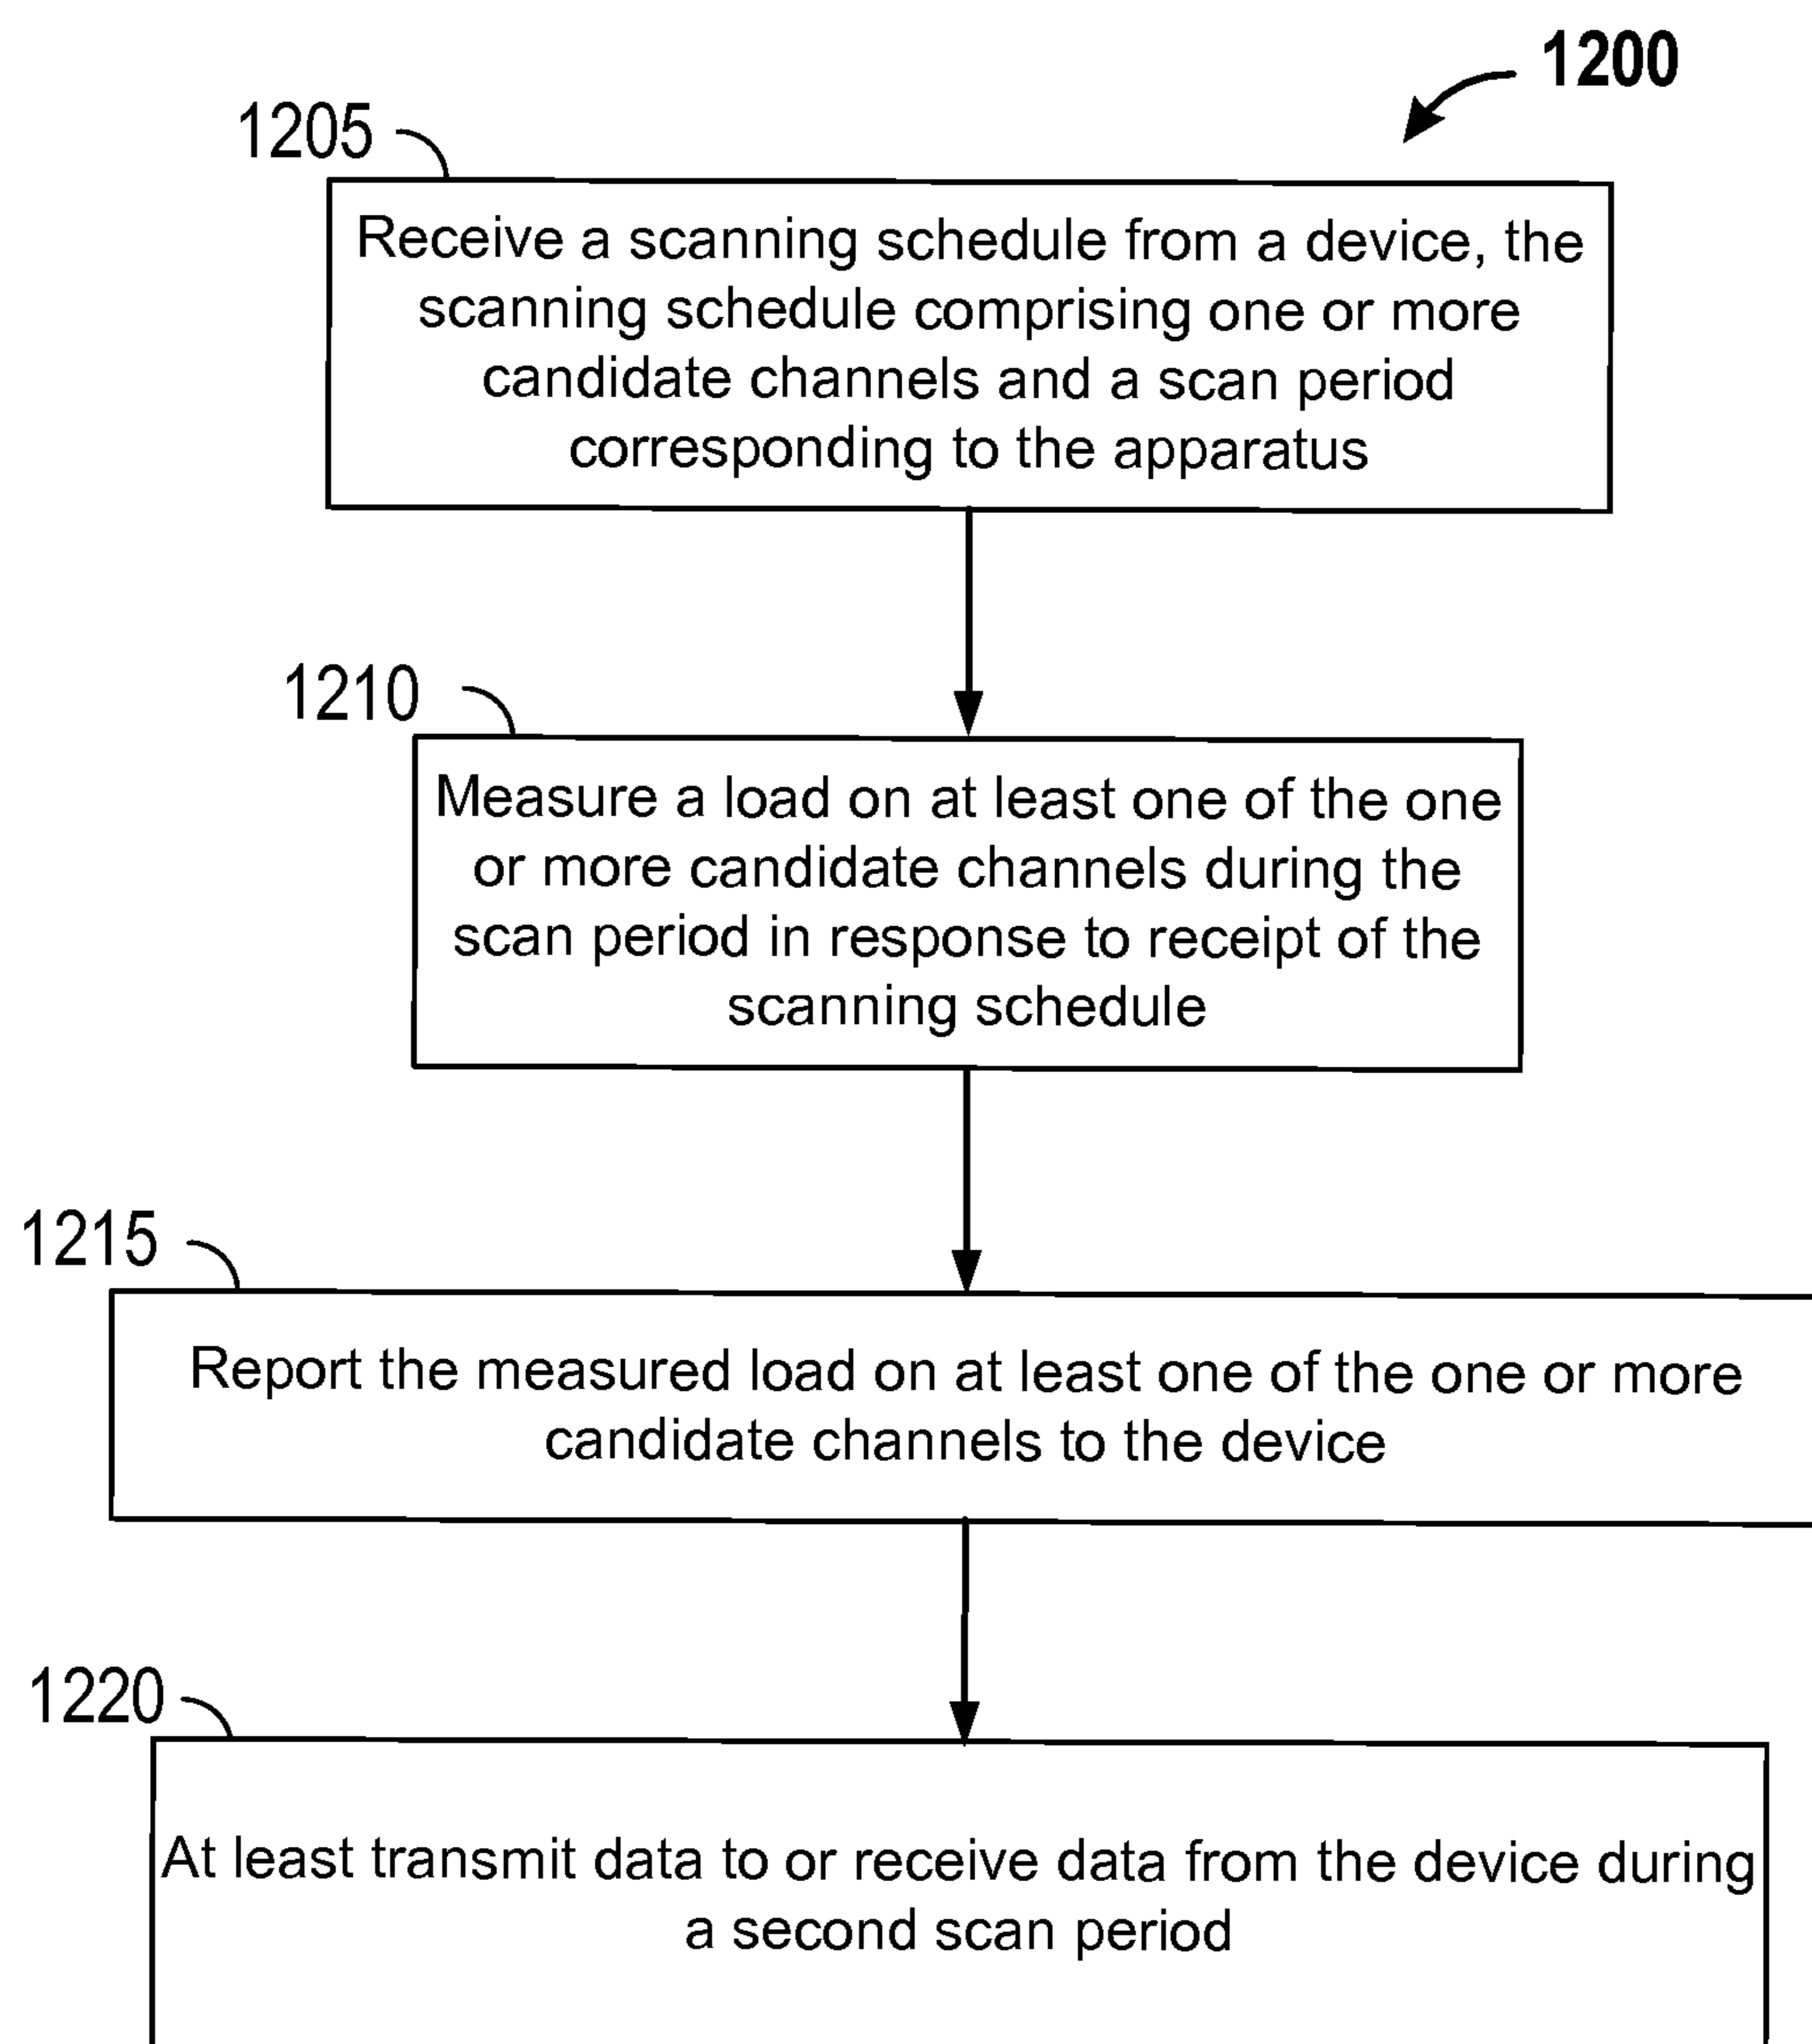 1200
1205
Receive a scanning schedule from a device, the
scanning schedule comprising one or more
candidate channels and a scan period
corresponding to the apparatus
1210
Measure a load on at least one of the one
or more candidate channels during the
scan period in response to receipt of the
scanning schedule
1215
Report the measured load on at least one of the one or more
candidate channels to the device
1220
At least transmit data to or receive data from the device during
a second scan period